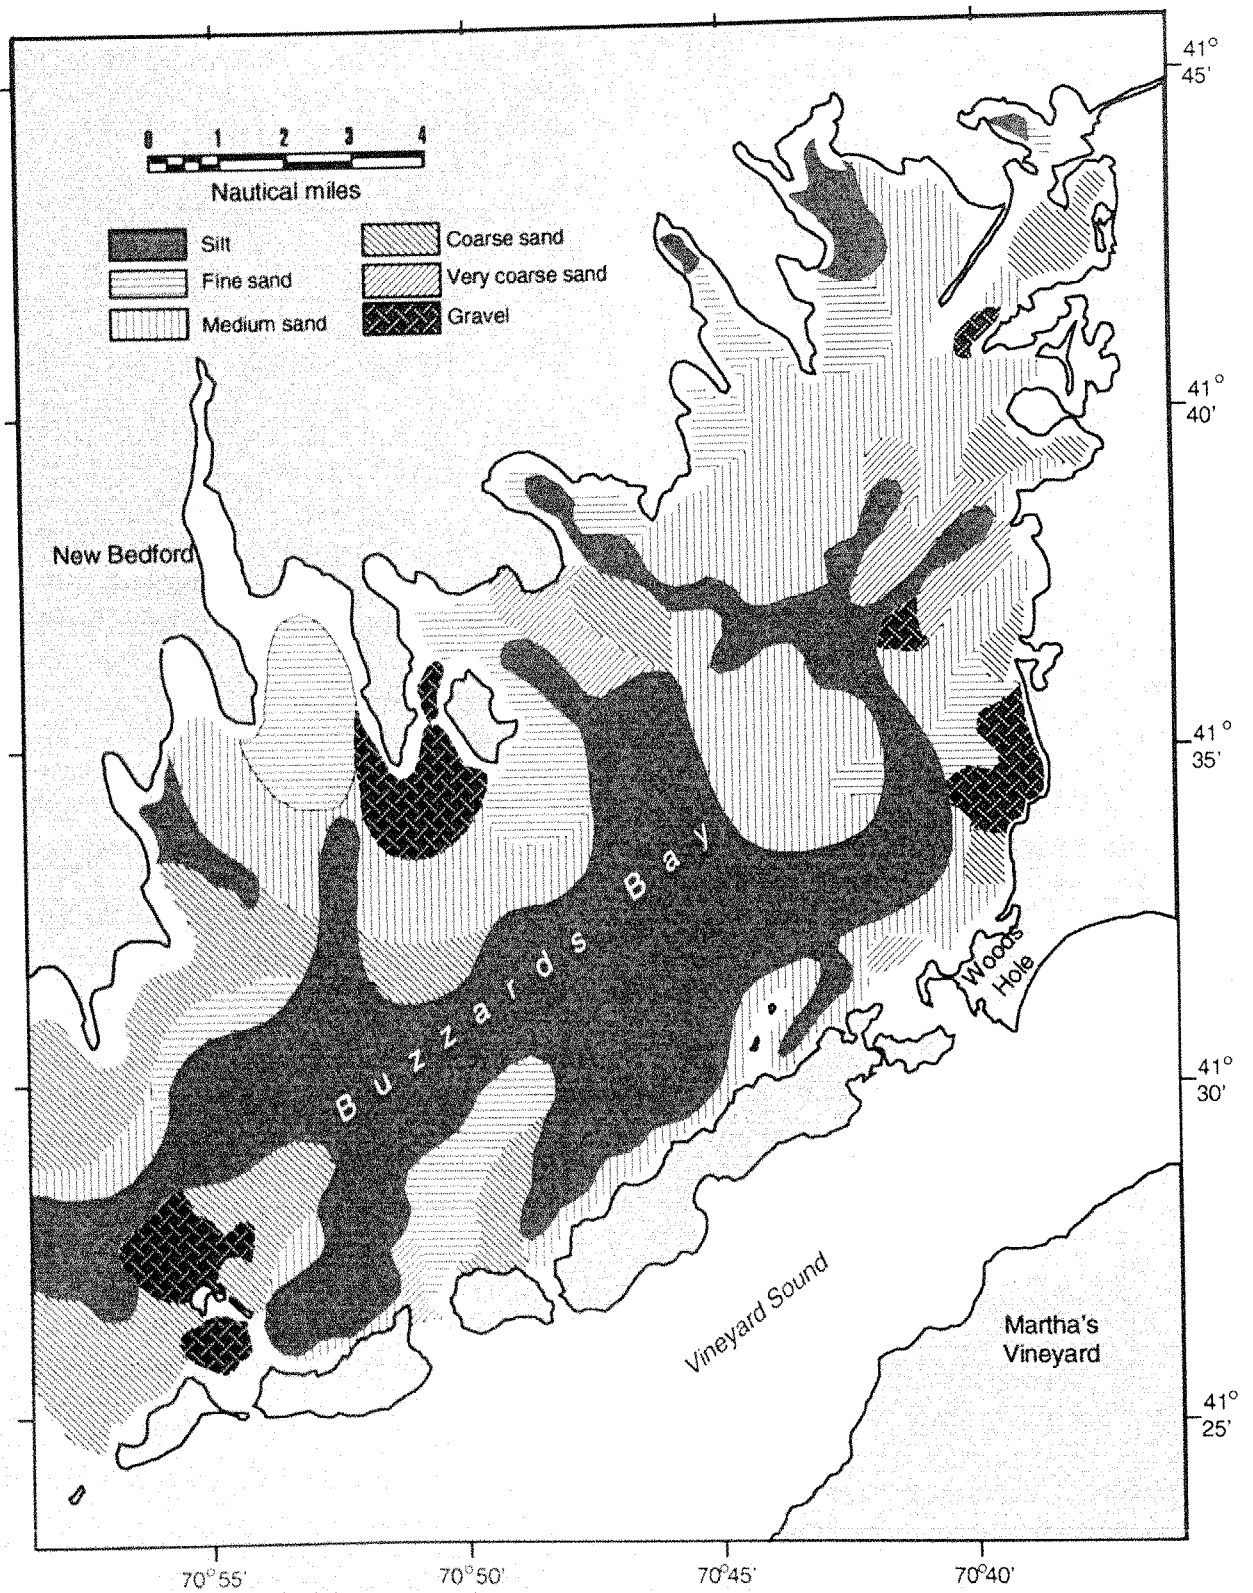 41°
45'
0 1 2 3 4
Nautical miles
Silt
Coarse sand
Fine sand
Very coarse sand
Medium sand
Gravel
41°
40'
New Bedford
41°
35'
Buzzards Bay
Woods
Hole
41°
30'
Vineyard Sound
Martha's
Vineyard
41°
25'
70°55' 70°50' 70°45' 70°40'